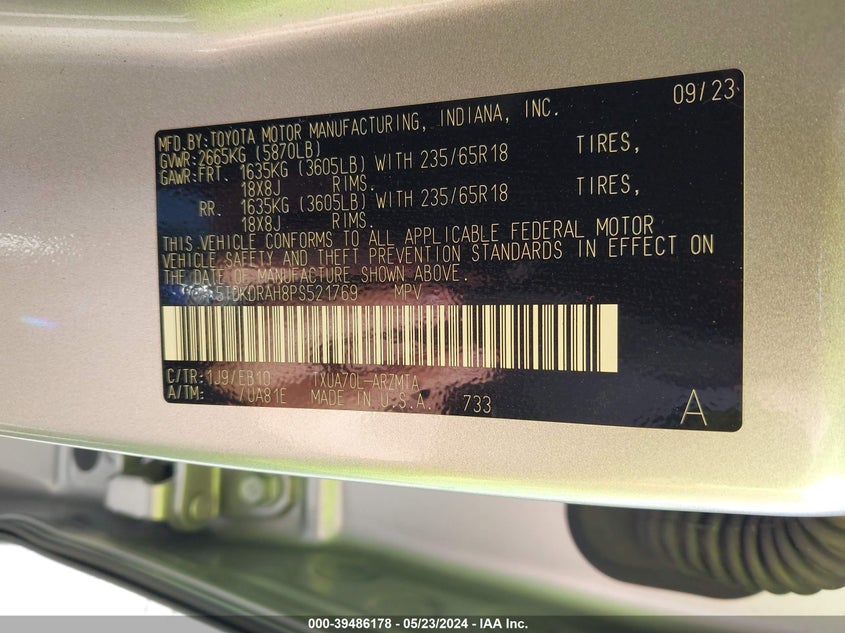 09/23
MFD.BY:TOYOTA MOTOR MANUFACTURING, INDIANA, INC.
GVWR:2665KG (5870LB)
GAWR:FRT. 1635KG (3605LB) WITH 235/65R18 TIRES,
18X8J RIMS.
RR. 1635KG (3605LB) WITH 235/65R18 TIRES,
18X8J RIMS.
THIS VEHICLE CONFORMS TO ALL APPLICABLE FEDERAL MOTOR
VEHICLE SAFETY AND THEFT PREVENTION STANDARDS IN EFFECT ON
THE DATE OF MANUFACTURE SHOWN ABOVE.
5TDKDRAH8PS521769 MPV
C/TR:1J9/EB10 TXUA70L-ARZMTA
A/TM: /UA81E MADE IN U.S.A. 733
A
000-39486178 - 05/23/2024 - IAA Inc.